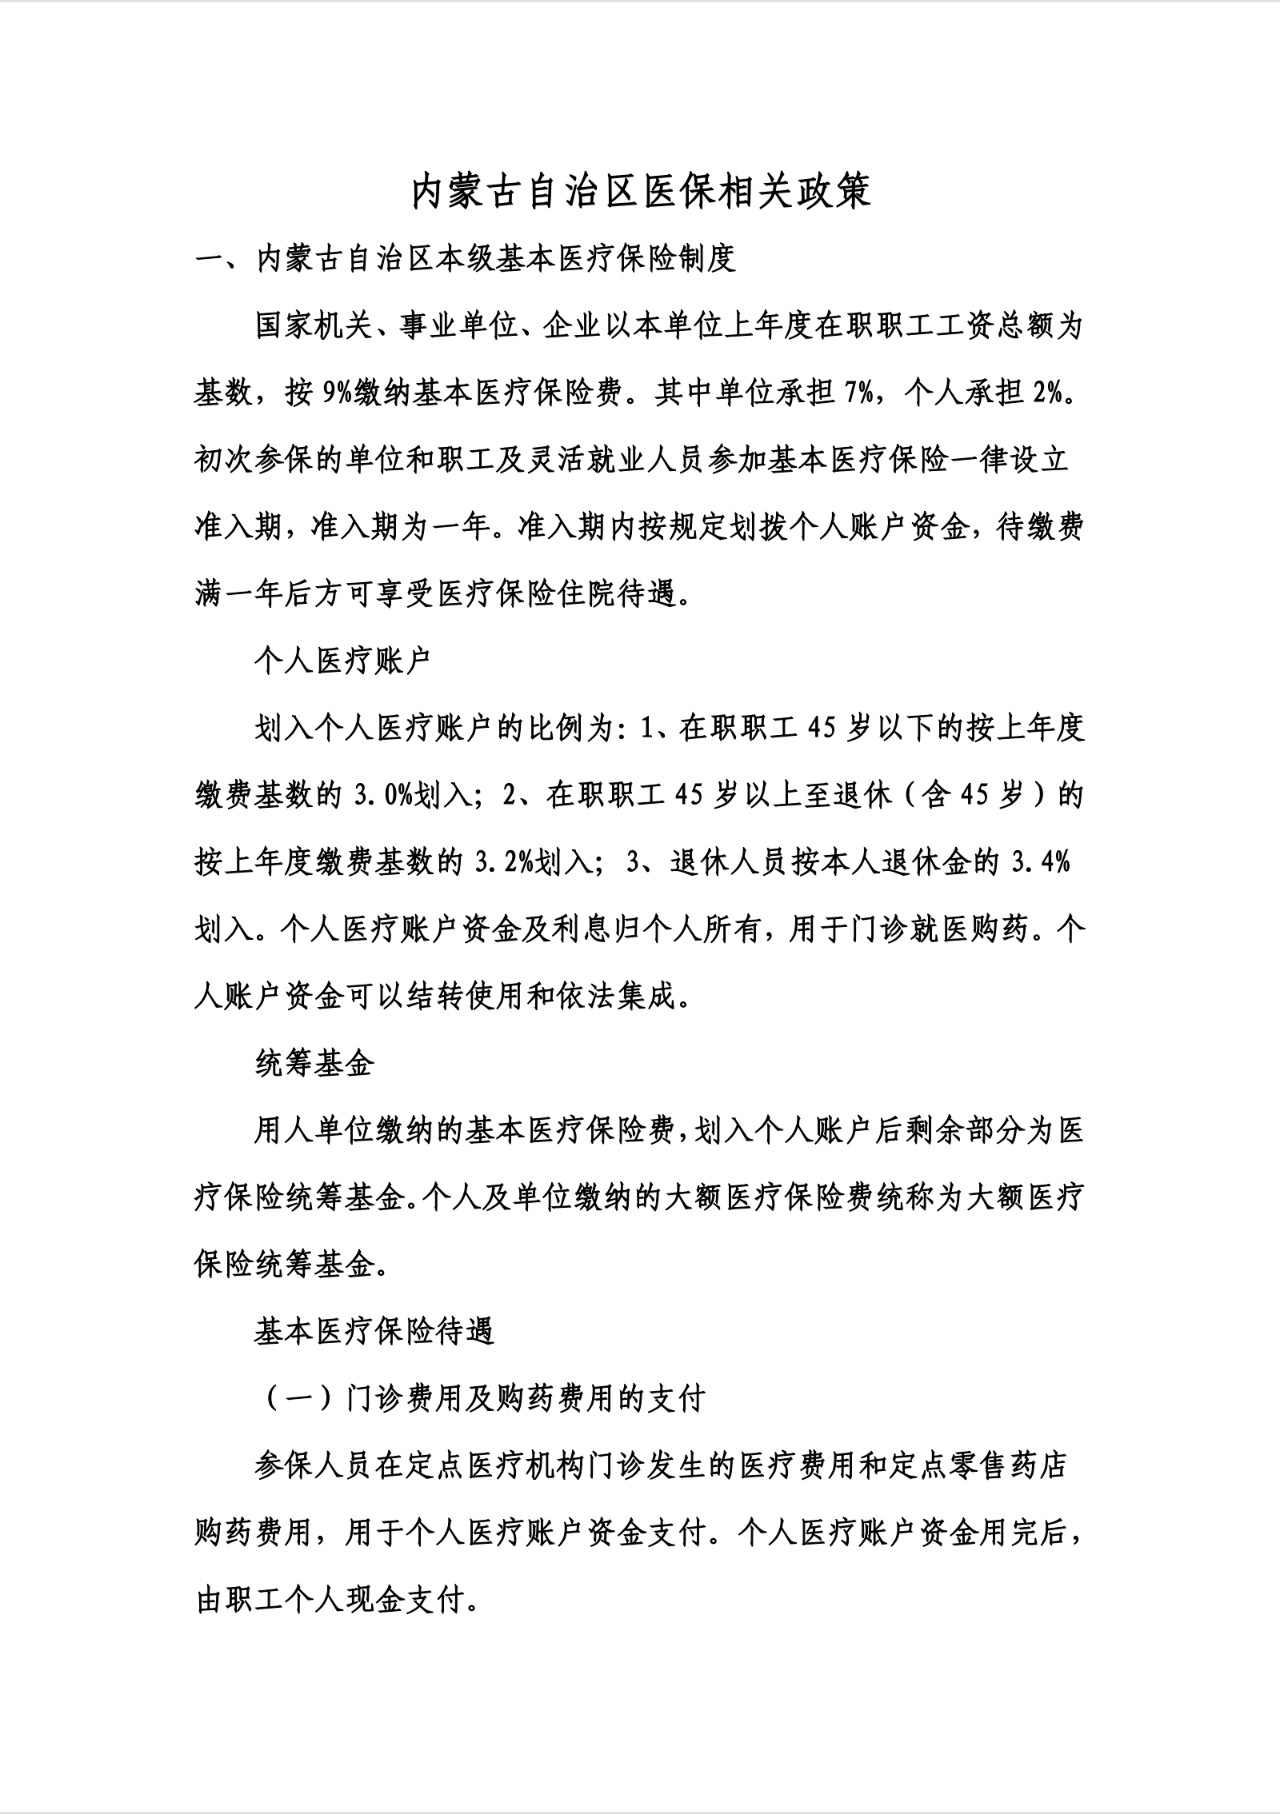 内蒙古自治区医保相关政策
一、内蒙古自治区本级基本医疗保险制度
国家机关、事业单位、企业以本单位上年度在职职工工资总额为
基数，按 9%缴纳基本医疗保险费。其中单位承担 7%，个人承担 2%。
初次参保的单位和职工及灵活就业人员参加基本医疗保险一律设立
准入期，准入期为一年。准入期内按规定划拨个人账户资金，待缴费
满一年后方可享受医疗保险住院待遇。
个人医疗账户
划入个人医疗账户的比例为：1、在职职工 45 岁以下的按上年度
缴费基数的 3.0%划入；2、在职职工 45 岁以上至退休（含 45 岁）的
按上年度缴费基数的 3.2%划入；3、退休人员按本人退休金的 3.4%
划入。个人医疗账户资金及利息归个人所有，用于门诊就医购药。个
人账户资金可以结转使用和依法集成。
统筹基金
用人单位缴纳的基本医疗保险费，划入个人账户后剩余部分为医
疗保险统筹基金。个人及单位缴纳的大额医疗保险费统称为大额医疗
保险统筹基金。
基本医疗保险待遇
（一）门诊费用及购药费用的支付
参保人员在定点医疗机构门诊发生的医疗费用和定点零售药店
购药费用，用于个人医疗账户资金支付。个人医疗账户资金用完后，
由职工个人现金支付。